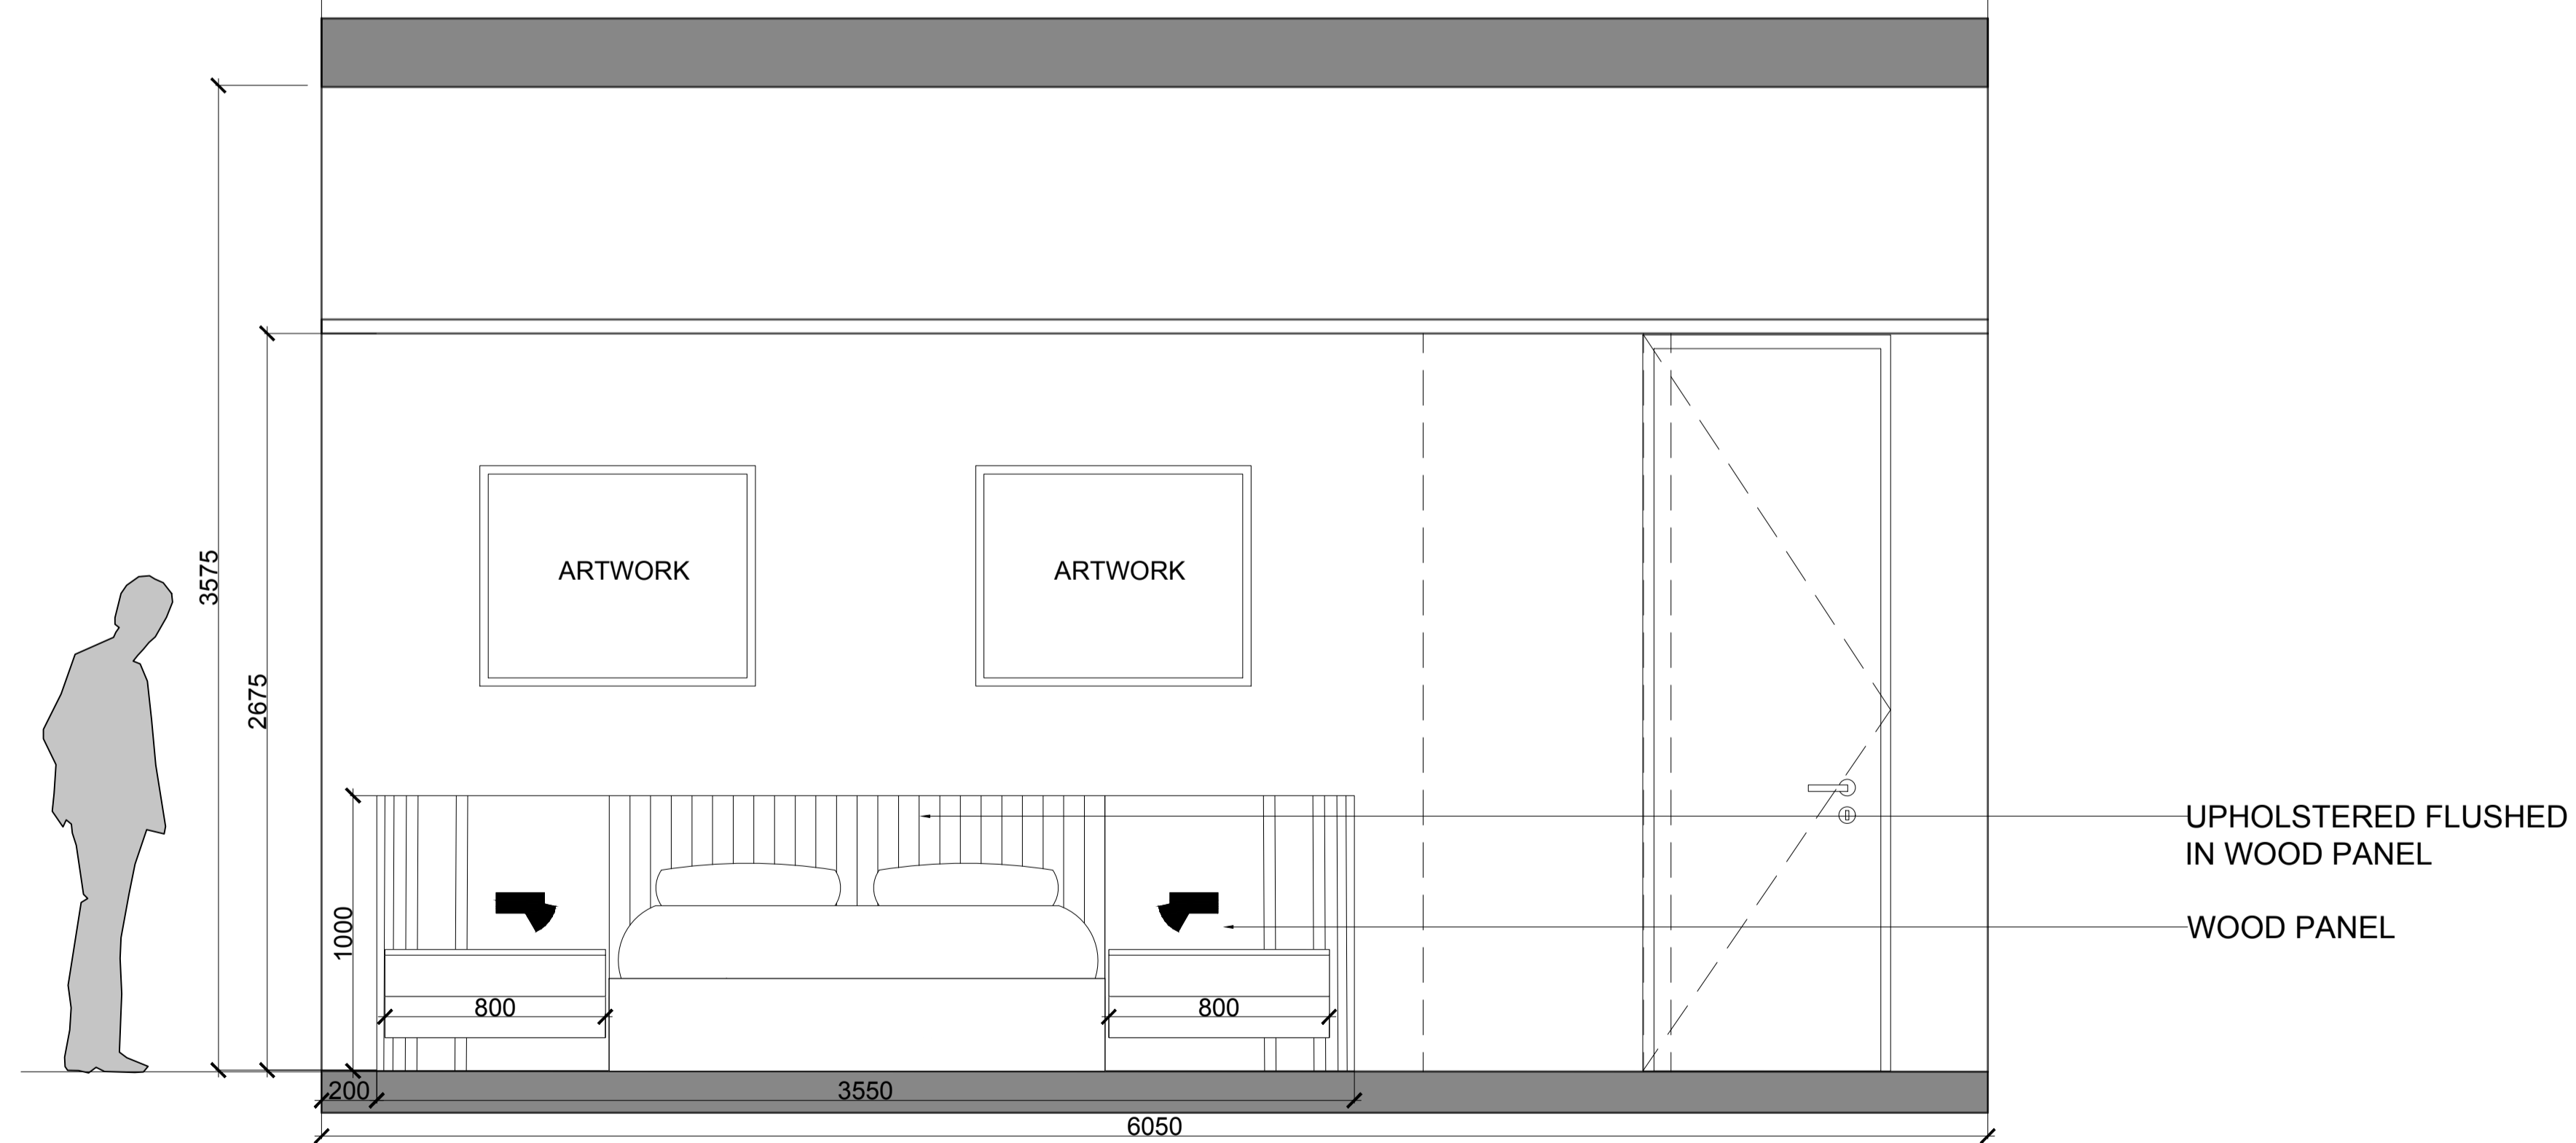 3575
2675
ARTWORK
ARTWORK
1000
800
800
UPHOLSTERED FLUSHED
IN WOOD PANEL
WOOD PANEL
200
3550
6050